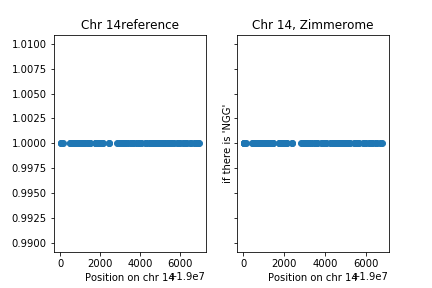 Chr 14reference
Chr 14, Zimmerome
1.0100
1.0075
1.0050
1.0025
1.0000
0.9975
0.9950
0.9925
0.9900
if there is 'NGG'
0 2000 4000 6000
0 2000 4000 6000
Position on chr 14
+1.9e7
Position on chr 14
+1.9e7